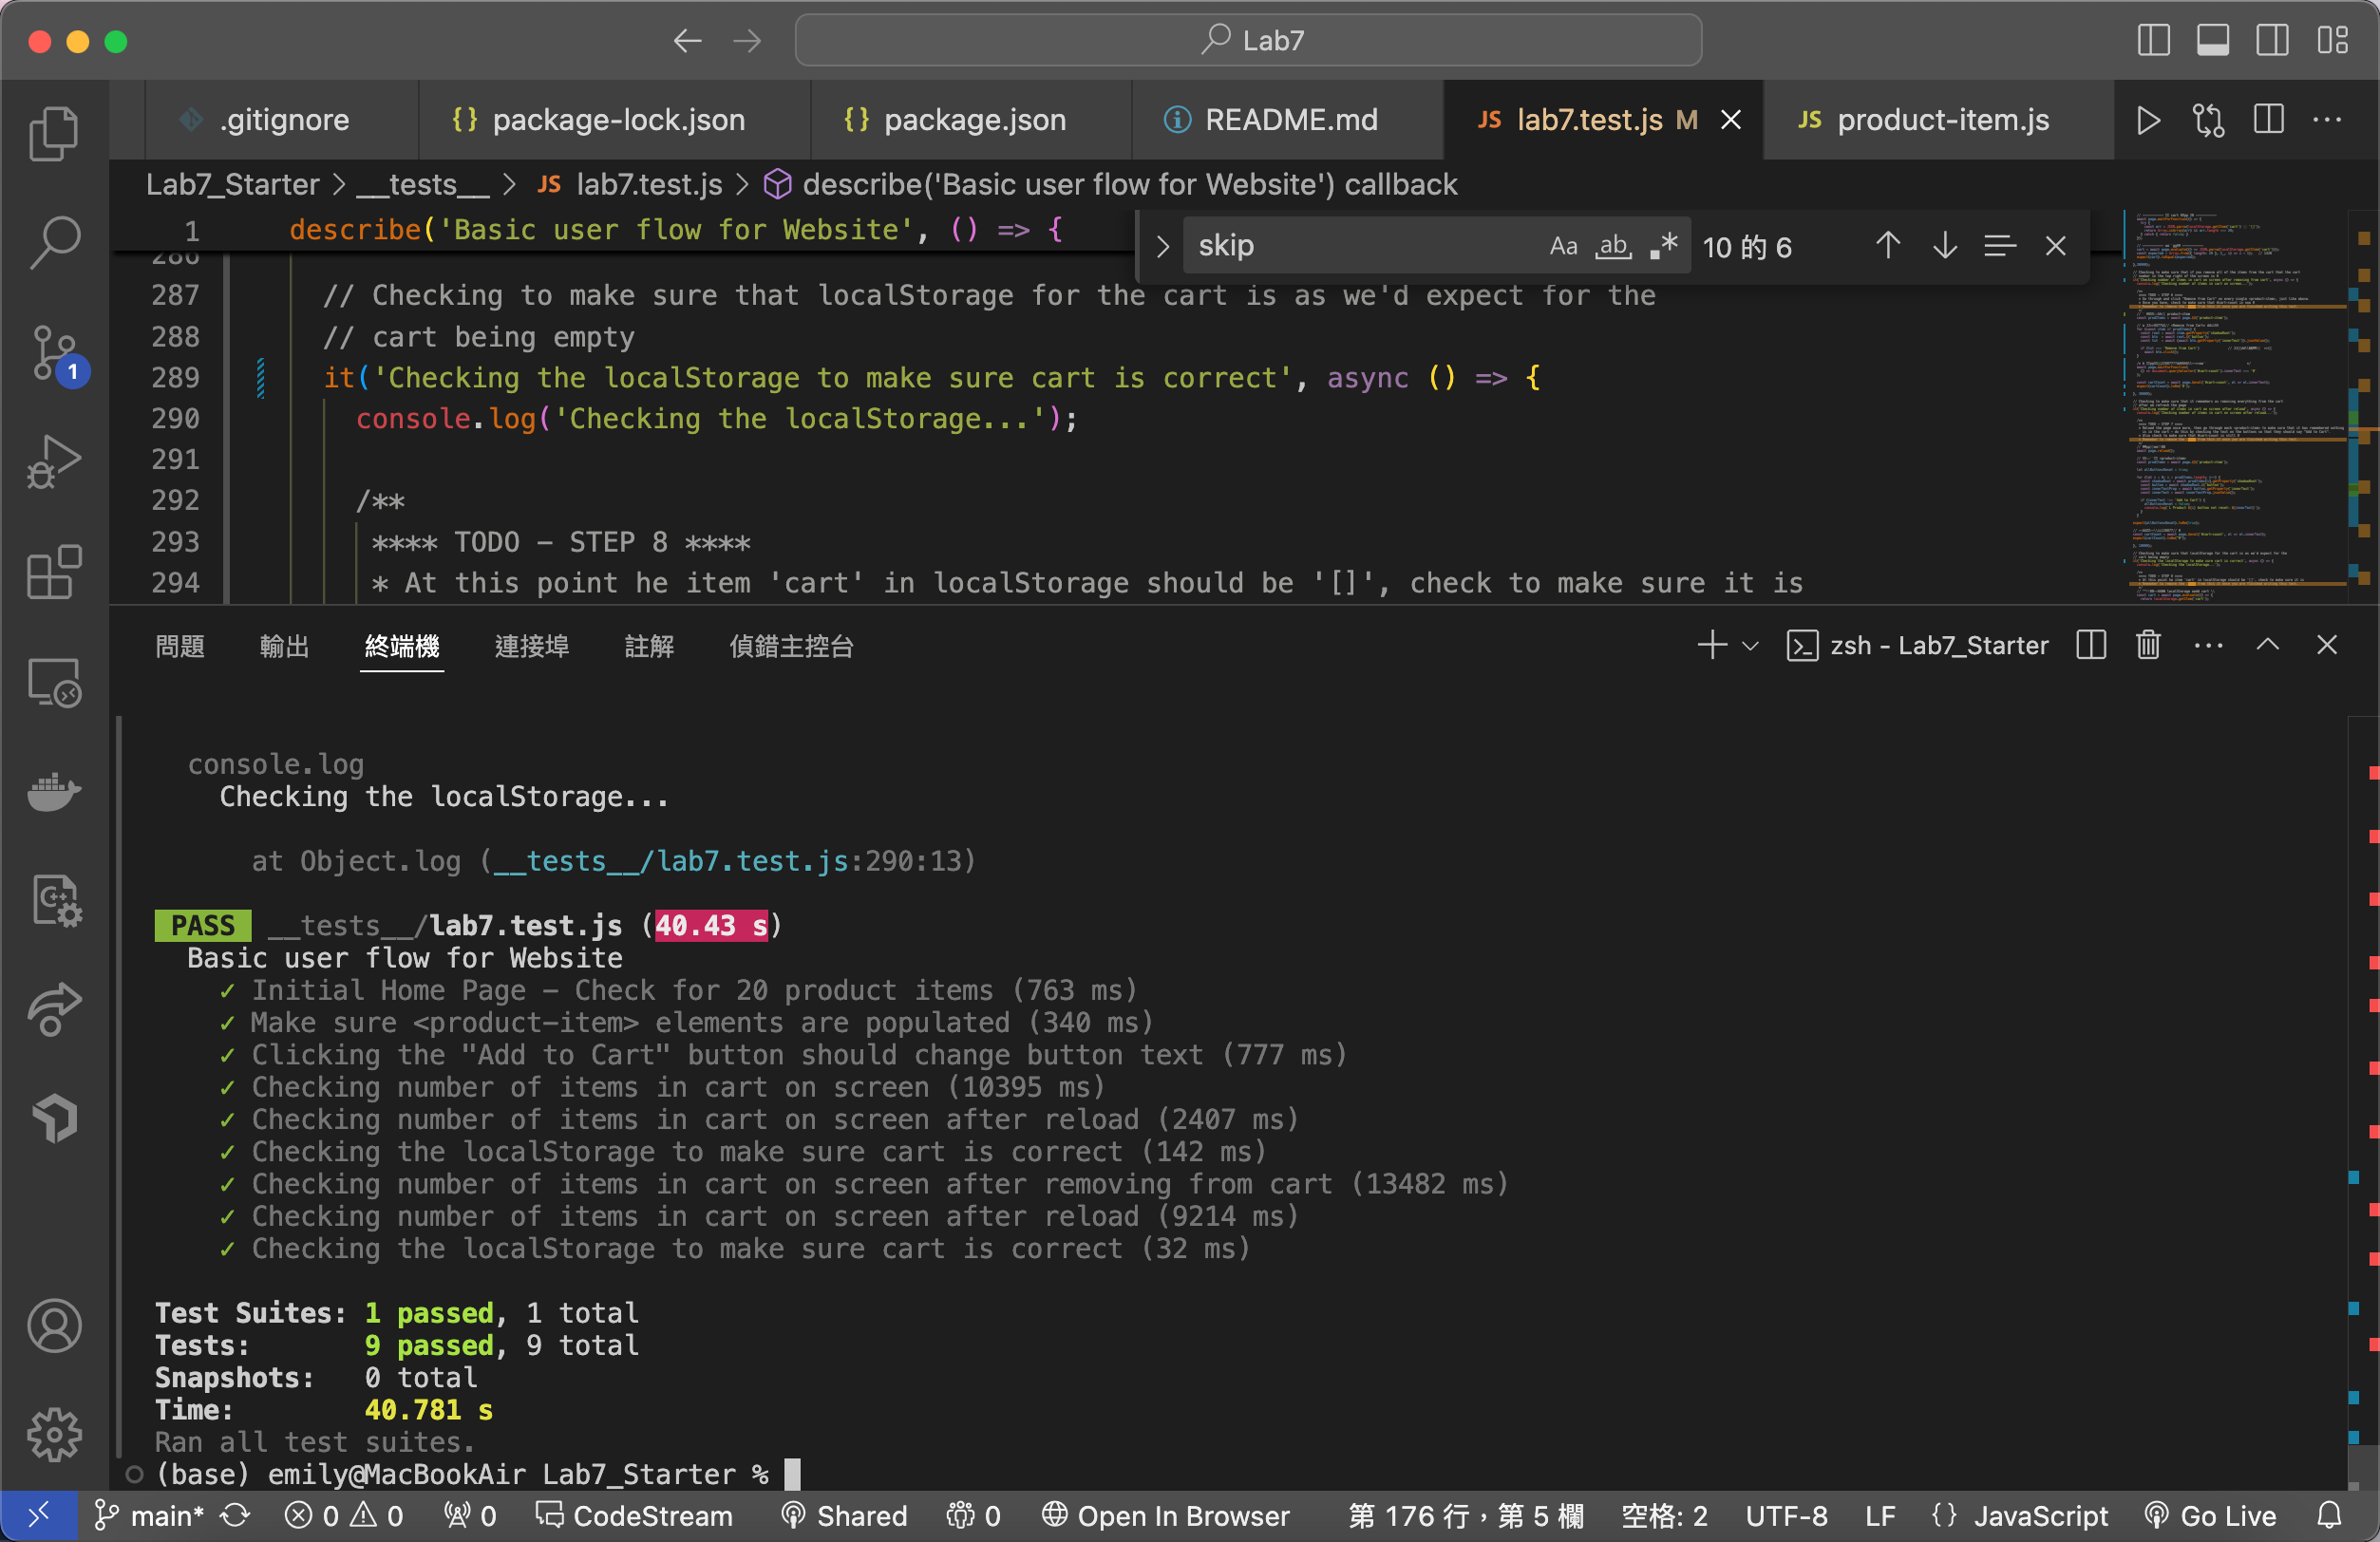 Lab7
.gitignore
{} package-lock.json
{} package.json
README.md
JS lab7.test.js M
JS product-item.js
Lab7_Starter > __tests__ > JS lab7.test.js > describe('Basic user flow for Website') callback
1 describe('Basic user flow for Website', () => {
skip
Aa ab .* 10 的 6
286
287 // Checking to make sure that localStorage for the cart is as we'd expect for the
288 // cart being empty
289 it('Checking the localStorage to make sure cart is correct', async () => {
290 console.log('Checking the localStorage...');
291
292 /**
293 **** TODO - STEP 8 ****
294 * At this point he item 'cart' in localStorage should be '[]', check to make sure it is
問題 輸出 終端機 連接埠 註解 偵錯主控台
zsh - Lab7_Starter
console.log
Checking the localStorage...
at Object.log (__tests__/lab7.test.js:290:13)
PASS __tests__/lab7.test.js (40.43 s)
Basic user flow for Website
✓ Initial Home Page - Check for 20 product items (763 ms)
✓ Make sure <product-item> elements are populated (340 ms)
✓ Clicking the "Add to Cart" button should change button text (777 ms)
✓ Checking number of items in cart on screen (10395 ms)
✓ Checking number of items in cart on screen after reload (2407 ms)
✓ Checking the localStorage to make sure cart is correct (142 ms)
✓ Checking number of items in cart on screen after removing from cart (13482 ms)
✓ Checking number of items in cart on screen after reload (9214 ms)
✓ Checking the localStorage to make sure cart is correct (32 ms)
Test Suites: 1 passed, 1 total
Tests: 9 passed, 9 total
Snapshots: 0 total
Time: 40.781 s
Ran all test suites.
(base) emily@MacBookAir Lab7_Starter %
1
C++
main* 0 0 0 CodeStream Shared 0 Open In Browser 第 176 行，第 5 欄 空格: 2 UTF-8 LF {} JavaScript Go Live